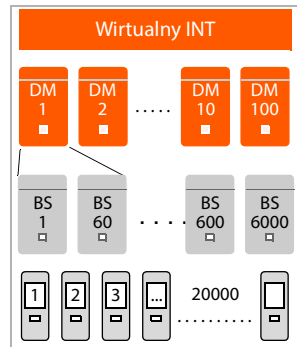 Wirtualny INT
DM DM DM DM
1 2 ..... 10 100
BS BS BS BS
1 60 .... 600 6000
1 2 3 ... 20000
..........